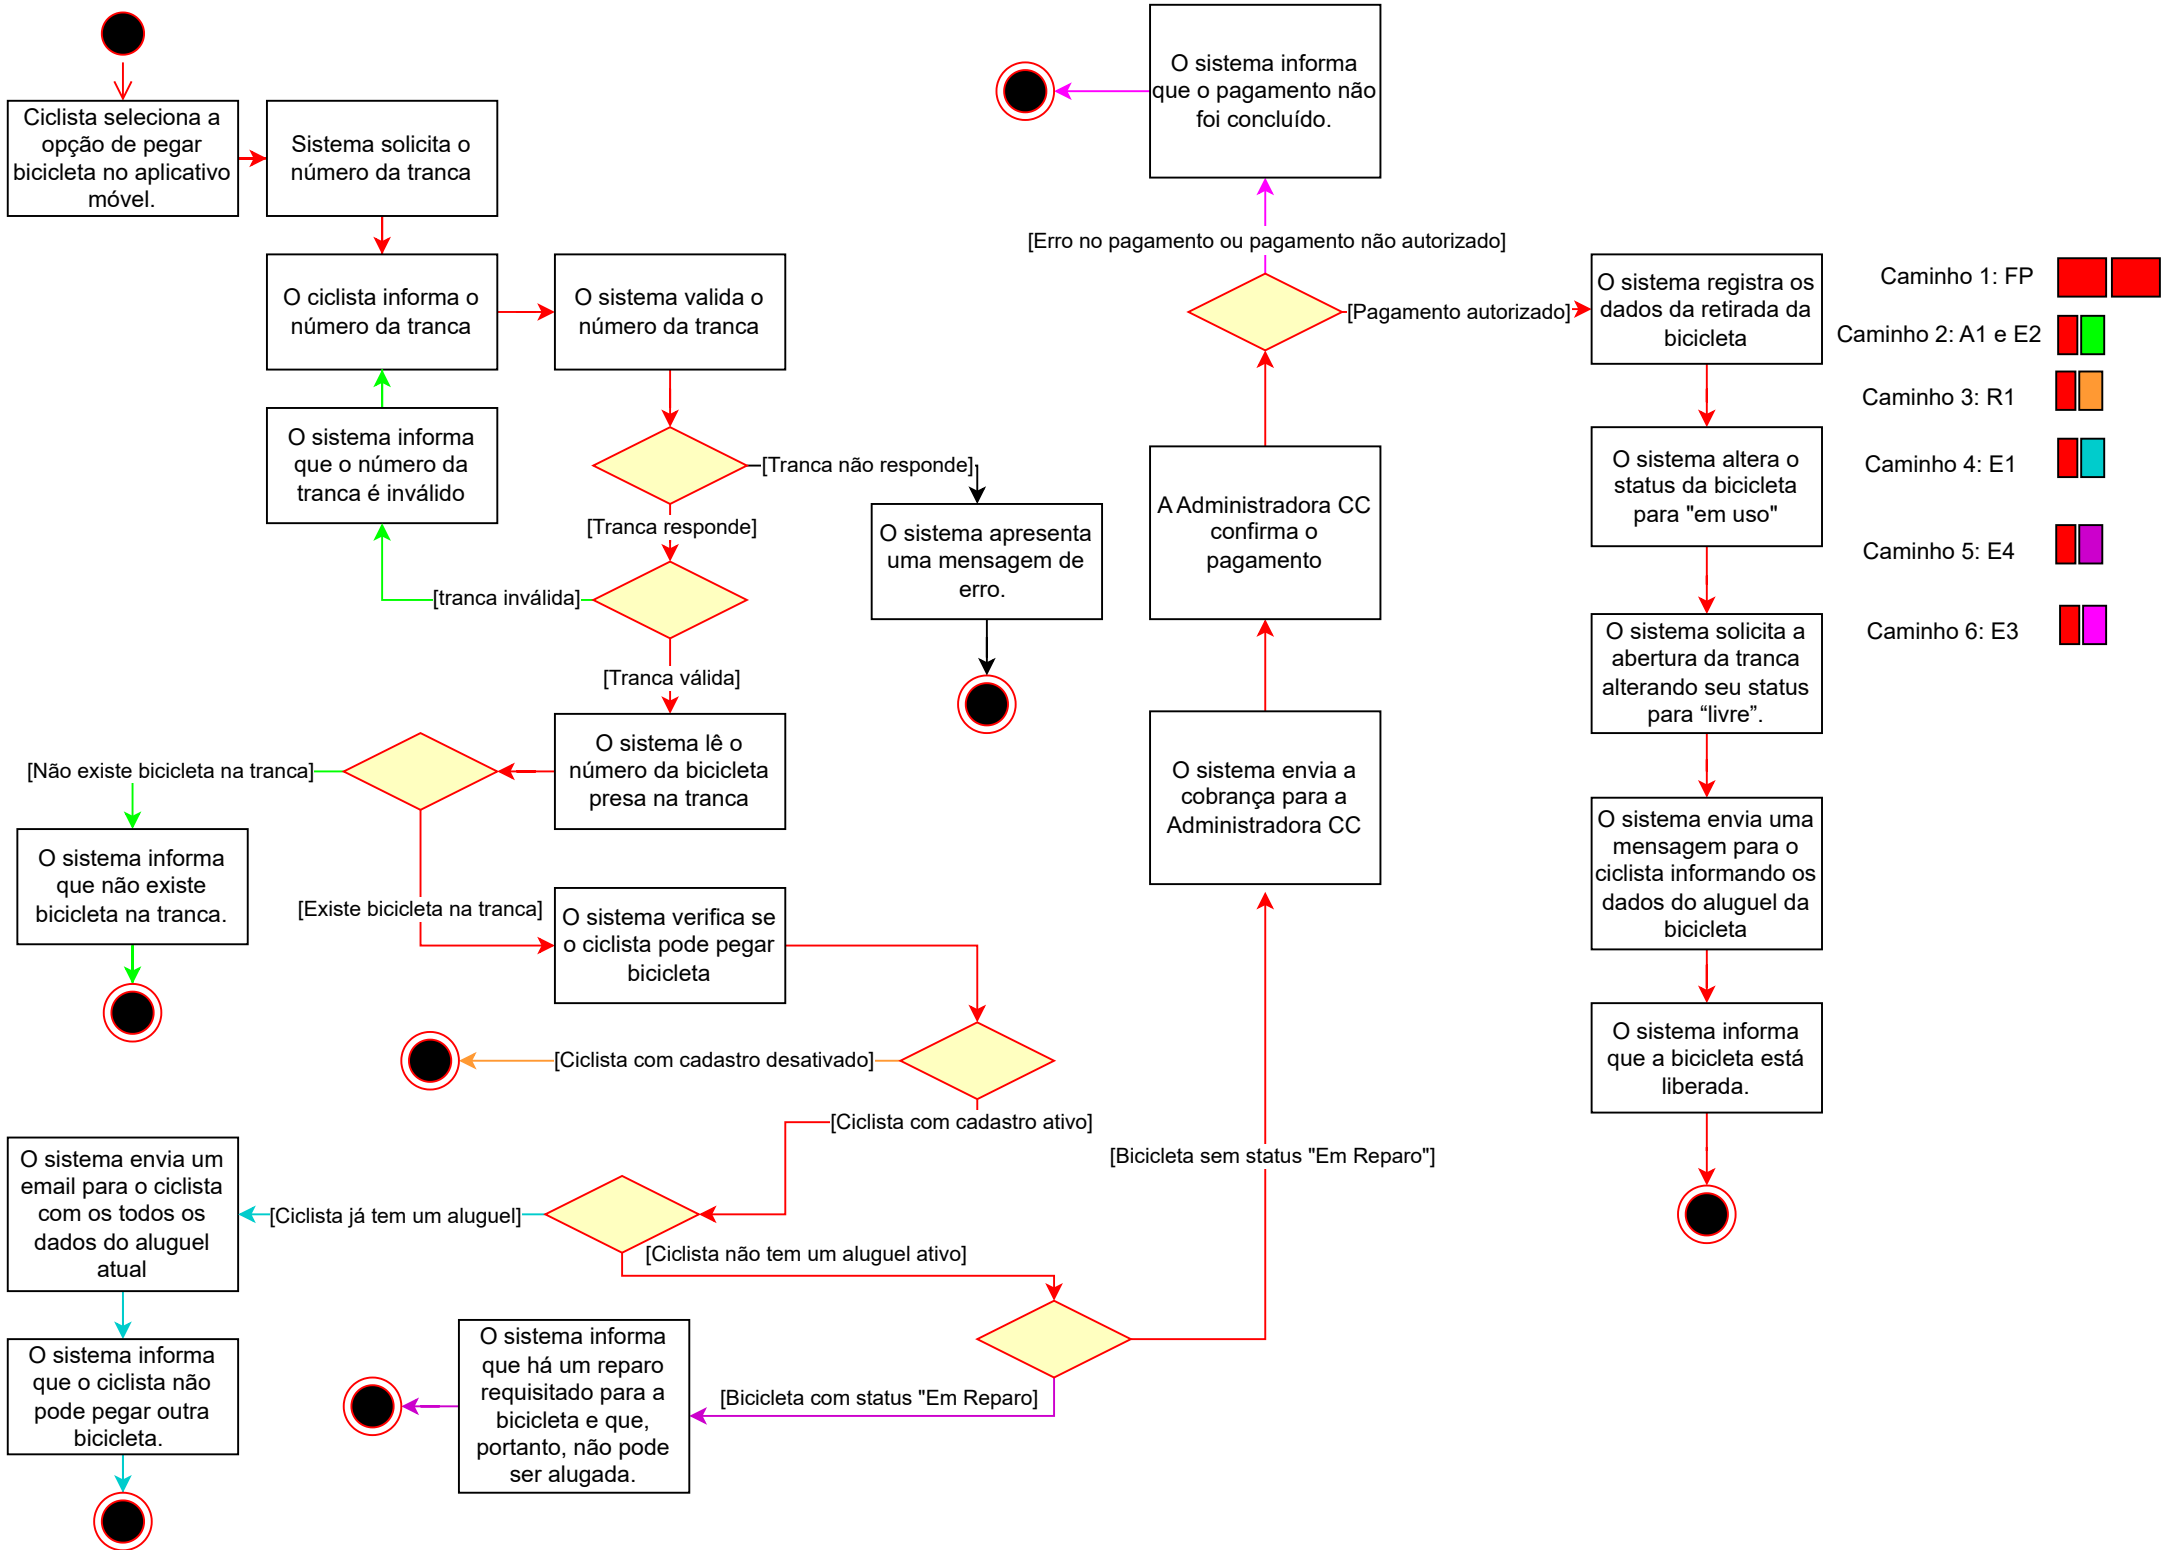 Ciclista seleciona a
opção de pegar
bicicleta no aplicativo
móvel.
Sistema solicita o
número da tranca
O ciclista informa o
número da tranca
O sistema valida o
número da tranca
O sistema informa
que o número da
tranca é inválido
[Tranca não responde]
[Tranca responde]
O sistema apresenta
uma mensagem de
erro.
[tranca inválida]
[Tranca válida]
O sistema lê o
número da bicicleta
presa na tranca
[Não existe bicicleta na tranca]
O sistema informa
que não existe
bicicleta na tranca.
[Existe bicicleta na tranca]
O sistema verifica se
o ciclista pode pegar
bicicleta
[Ciclista com cadastro desativado]
[Ciclista com cadastro ativo]
O sistema envia um
email para o ciclista
com os todos os
dados do aluguel
atual
[Ciclista já tem um aluguel]
[Ciclista não tem um aluguel ativo]
O sistema informa
que o ciclista não
pode pegar outra
bicicleta.
O sistema informa
que há um reparo
requisitado para a
bicicleta e que,
portanto, não pode
ser alugada.
[Bicicleta com status "Em Reparo]
[Bicicleta sem status "Em Reparo"]
O sistema envia a
cobrança para a
Administradora CC
A Administradora CC
confirma o
pagamento
[Erro no pagamento ou pagamento não autorizado]
O sistema informa
que o pagamento não
foi concluído.
[Pagamento autorizado]
O sistema registra os
dados da retirada da
bicicleta
O sistema altera o
status da bicicleta
para "em uso"
O sistema solicita a
abertura da tranca
alterando seu status
para “livre”.
O sistema envia uma
mensagem para o
ciclista informando os
dados do aluguel da
bicicleta
O sistema informa
que a bicicleta está
liberada.
Caminho 1: FP
Caminho 2: A1 e E2
Caminho 3: R1
Caminho 4: E1
Caminho 5: E4
Caminho 6: E3